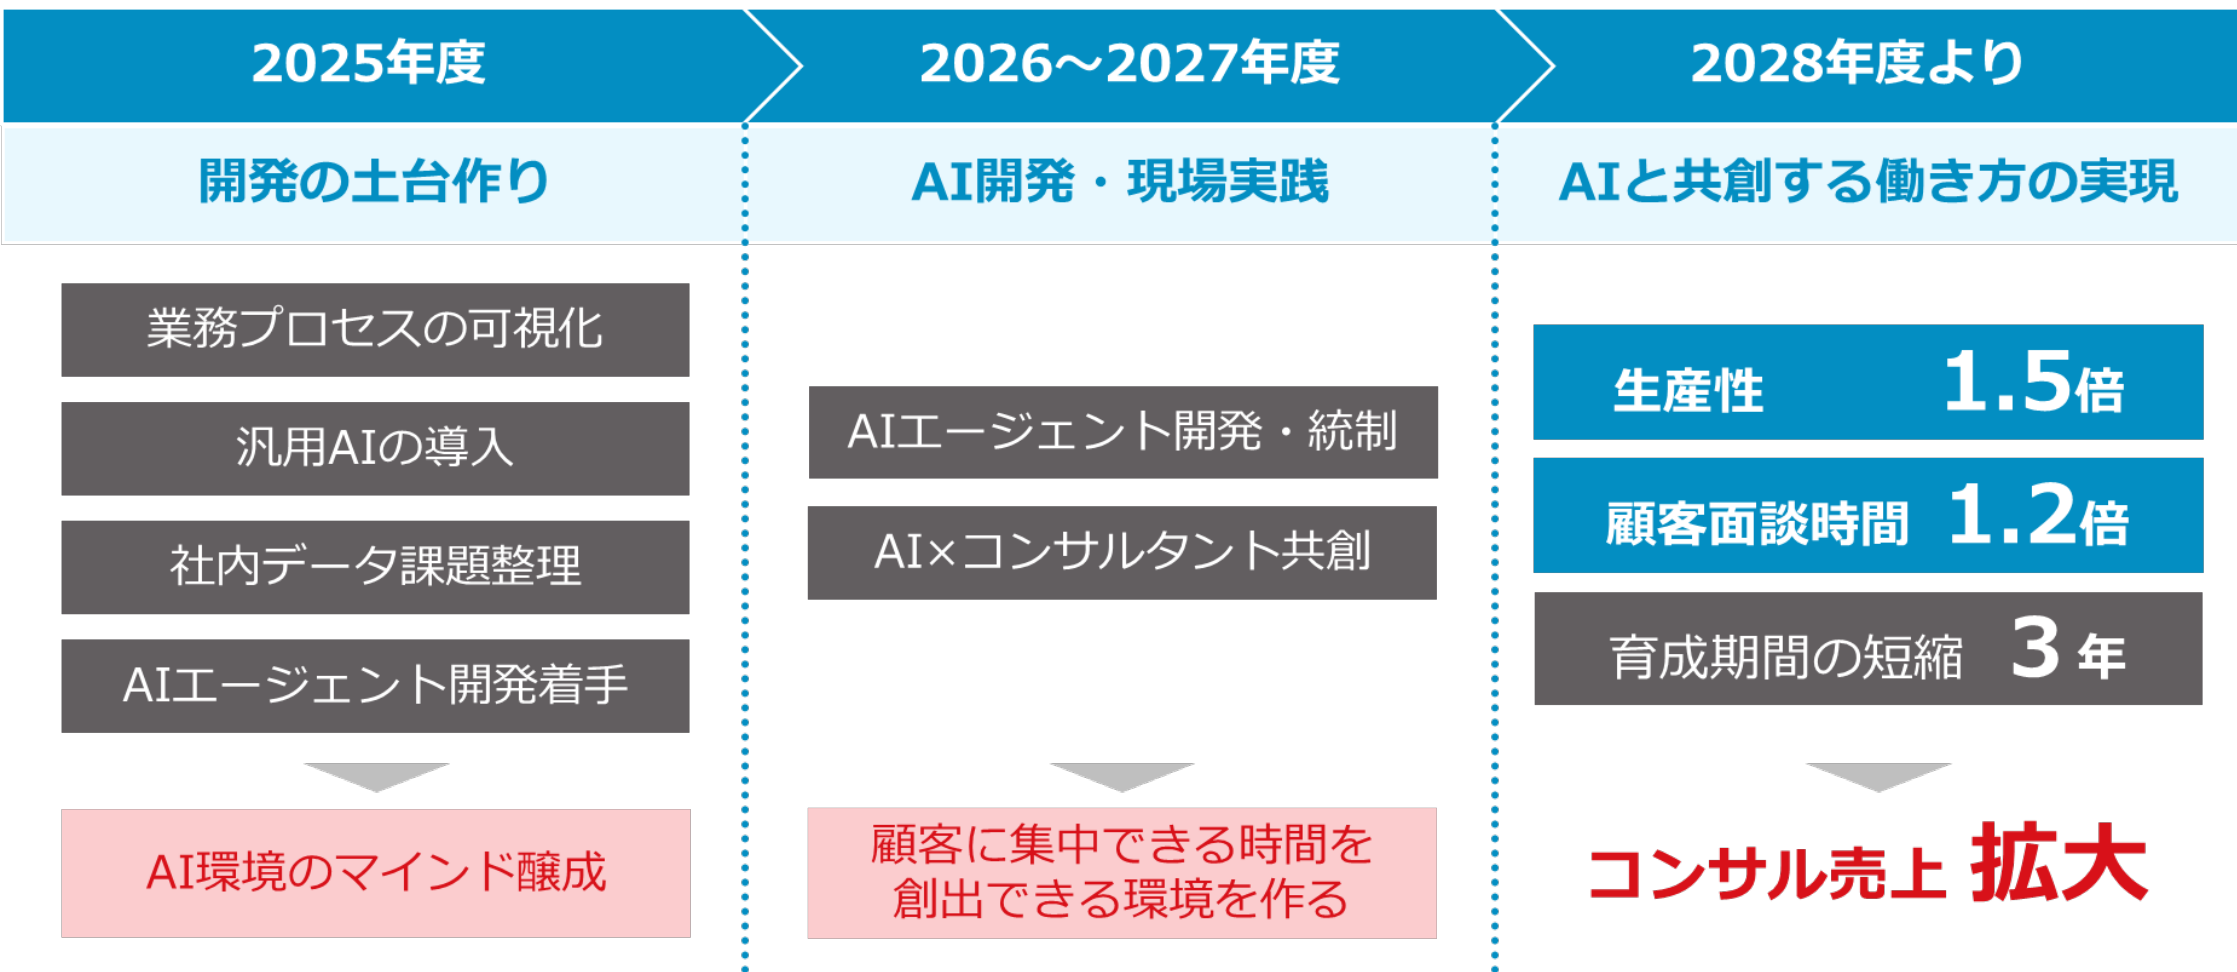 2025年度
2026～2027年度
2028年度より
開発の土台作り
AI開発・現場実践
AIと共創する働き方の実現
業務プロセスの可視化
汎用AIの導入
社内データ課題整理
AIエージェント開発着手
AI環境のマインド醸成
AIエージェント開発・統制
AI×コンサルタント共創
顧客に集中できる時間を
創出できる環境を作る
生産性 1.5倍
顧客面談時間 1.2倍
育成期間の短縮 3年
コンサル売上 拡大